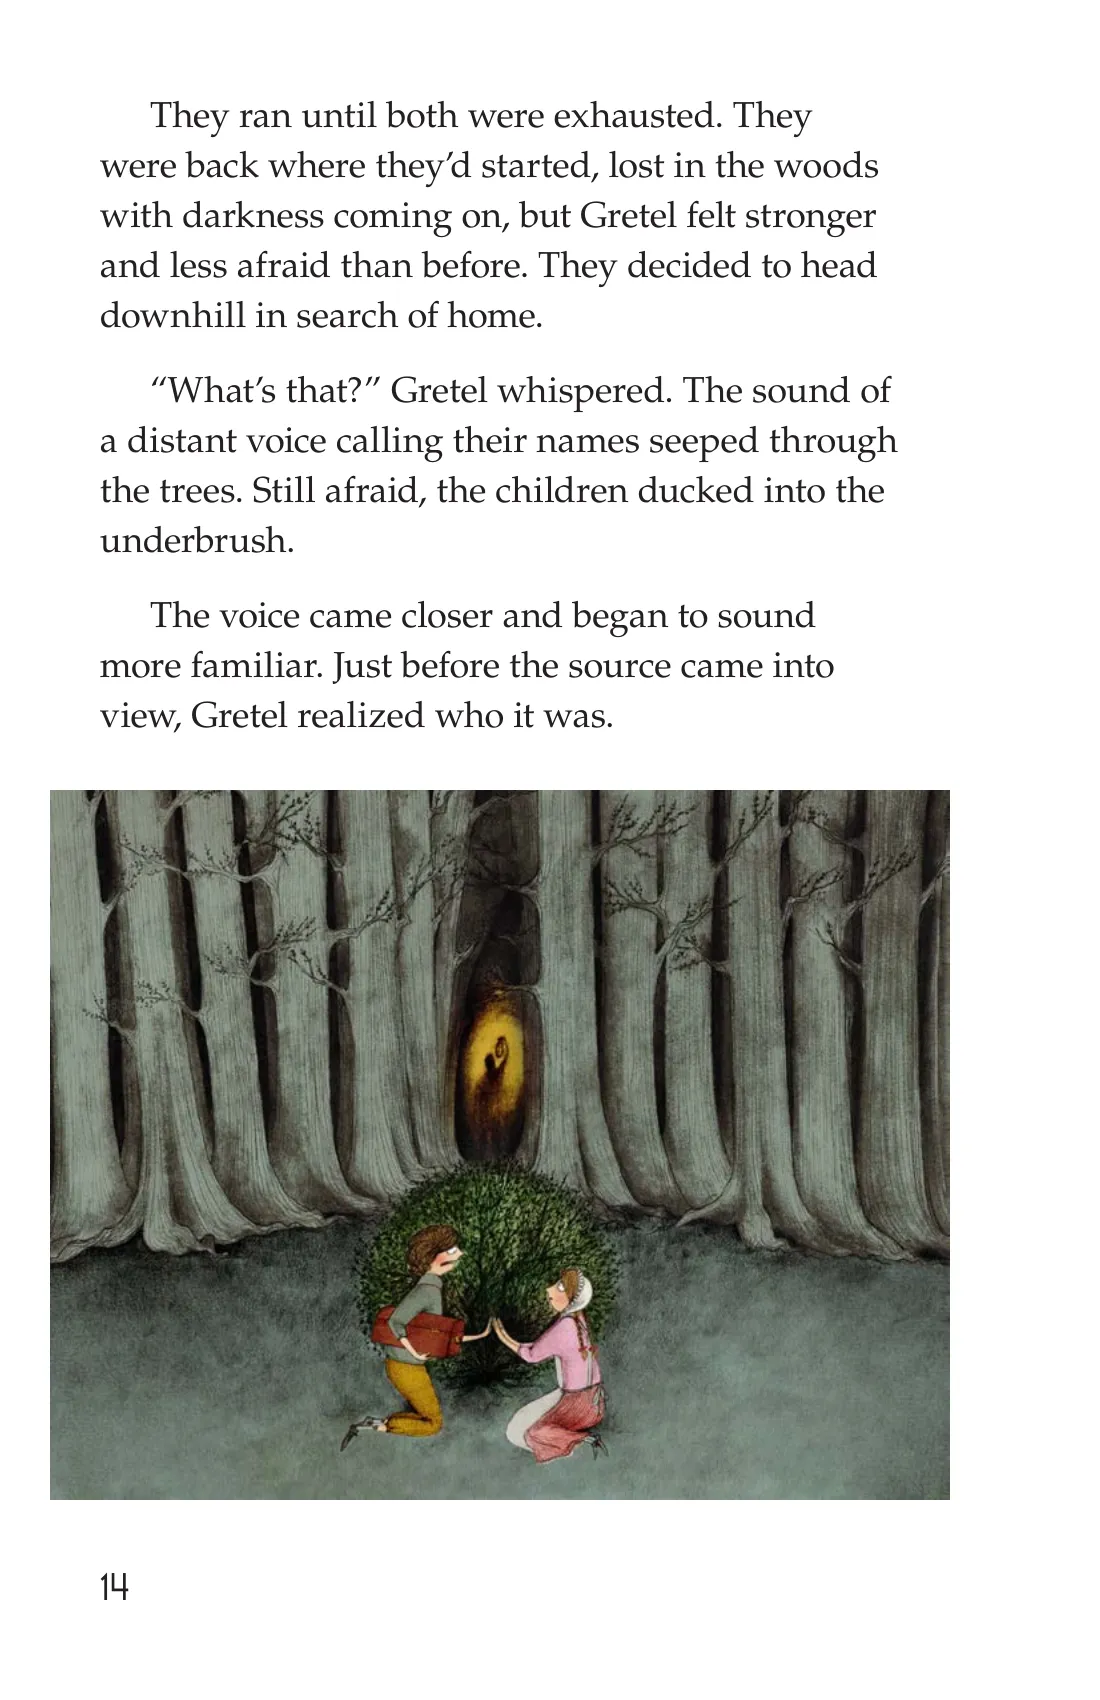 They ran until both were exhausted. They
were back where they’d started, lost in the woods
with darkness coming on, but Gretel felt stronger
and less afraid than before. They decided to head
downhill in search of home.
“What’s that?” Gretel whispered. The sound of
a distant voice calling their names seeped through
the trees. Still afraid, the children ducked into the
underbrush.
The voice came closer and began to sound
more familiar. Just before the source came into
view, Gretel realized who it was.
14